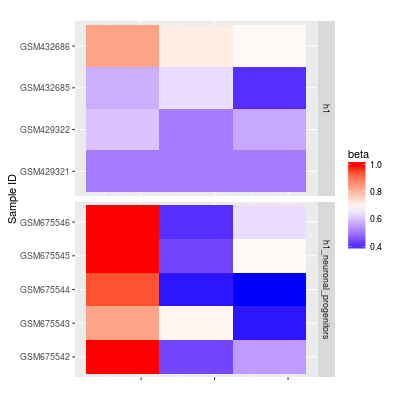 Sample ID
GSM432686
GSM432685
GSM429322
GSM429321
h1
GSM675546
GSM675545
GSM675544
GSM675543
GSM675542
h1_neuronal_progenitors
beta
1.0
0.8
0.6
0.4